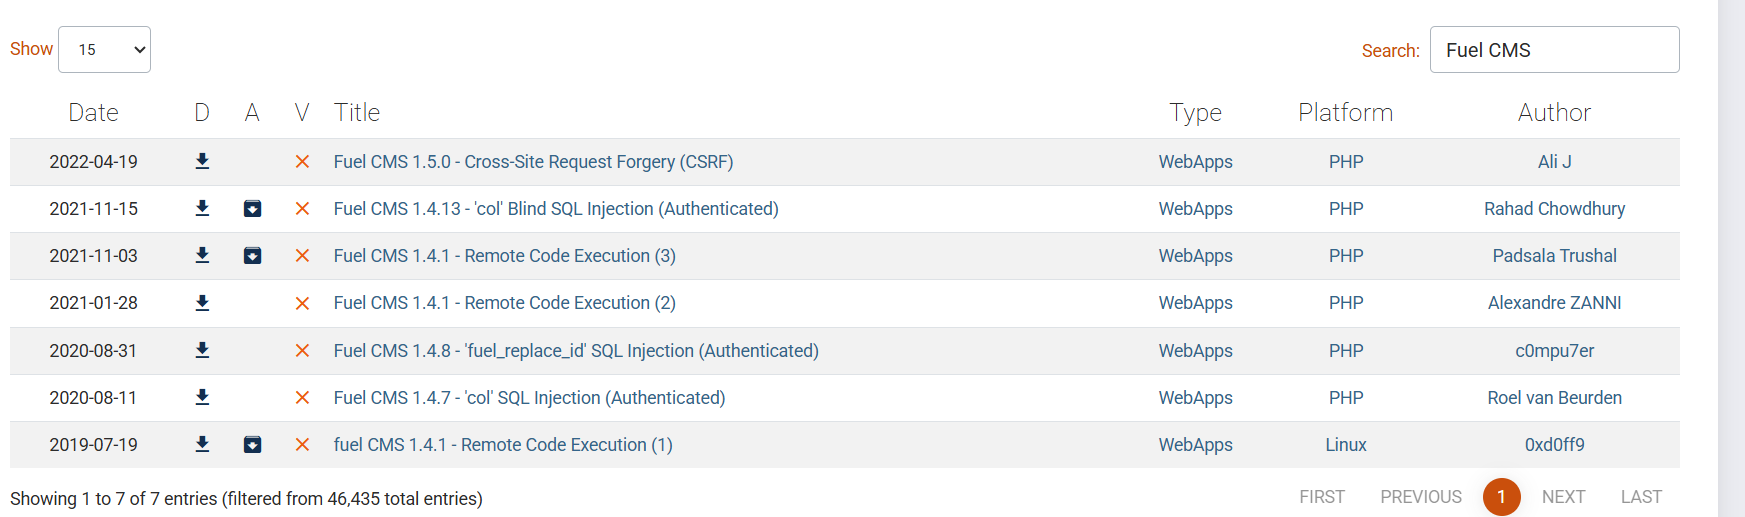 Show 15 Search: Fuel CMS
Date D A V Title Type Platform Author
2022-04-19 Fuel CMS 1.5.0 - Cross-Site Request Forgery (CSRF) WebApps PHP Ali J
2021-11-15 Fuel CMS 1.4.13 - 'col' Blind SQL Injection (Authenticated) WebApps PHP Rahad Chowdhury
2021-11-03 Fuel CMS 1.4.1 - Remote Code Execution (3) WebApps PHP Padsala Trushal
2021-01-28 Fuel CMS 1.4.1 - Remote Code Execution (2) WebApps PHP Alexandre ZANNI
2020-08-31 Fuel CMS 1.4.8 - 'fuel_replace_id' SQL Injection (Authenticated) WebApps PHP c0mpu7er
2020-08-11 Fuel CMS 1.4.7 - 'col' SQL Injection (Authenticated) WebApps PHP Roel van Beurden
2019-07-19 fuel CMS 1.4.1 - Remote Code Execution (1) WebApps Linux 0xd0ff9
Showing 1 to 7 of 7 entries (filtered from 46,435 total entries) FIRST PREVIOUS 1 NEXT LAST